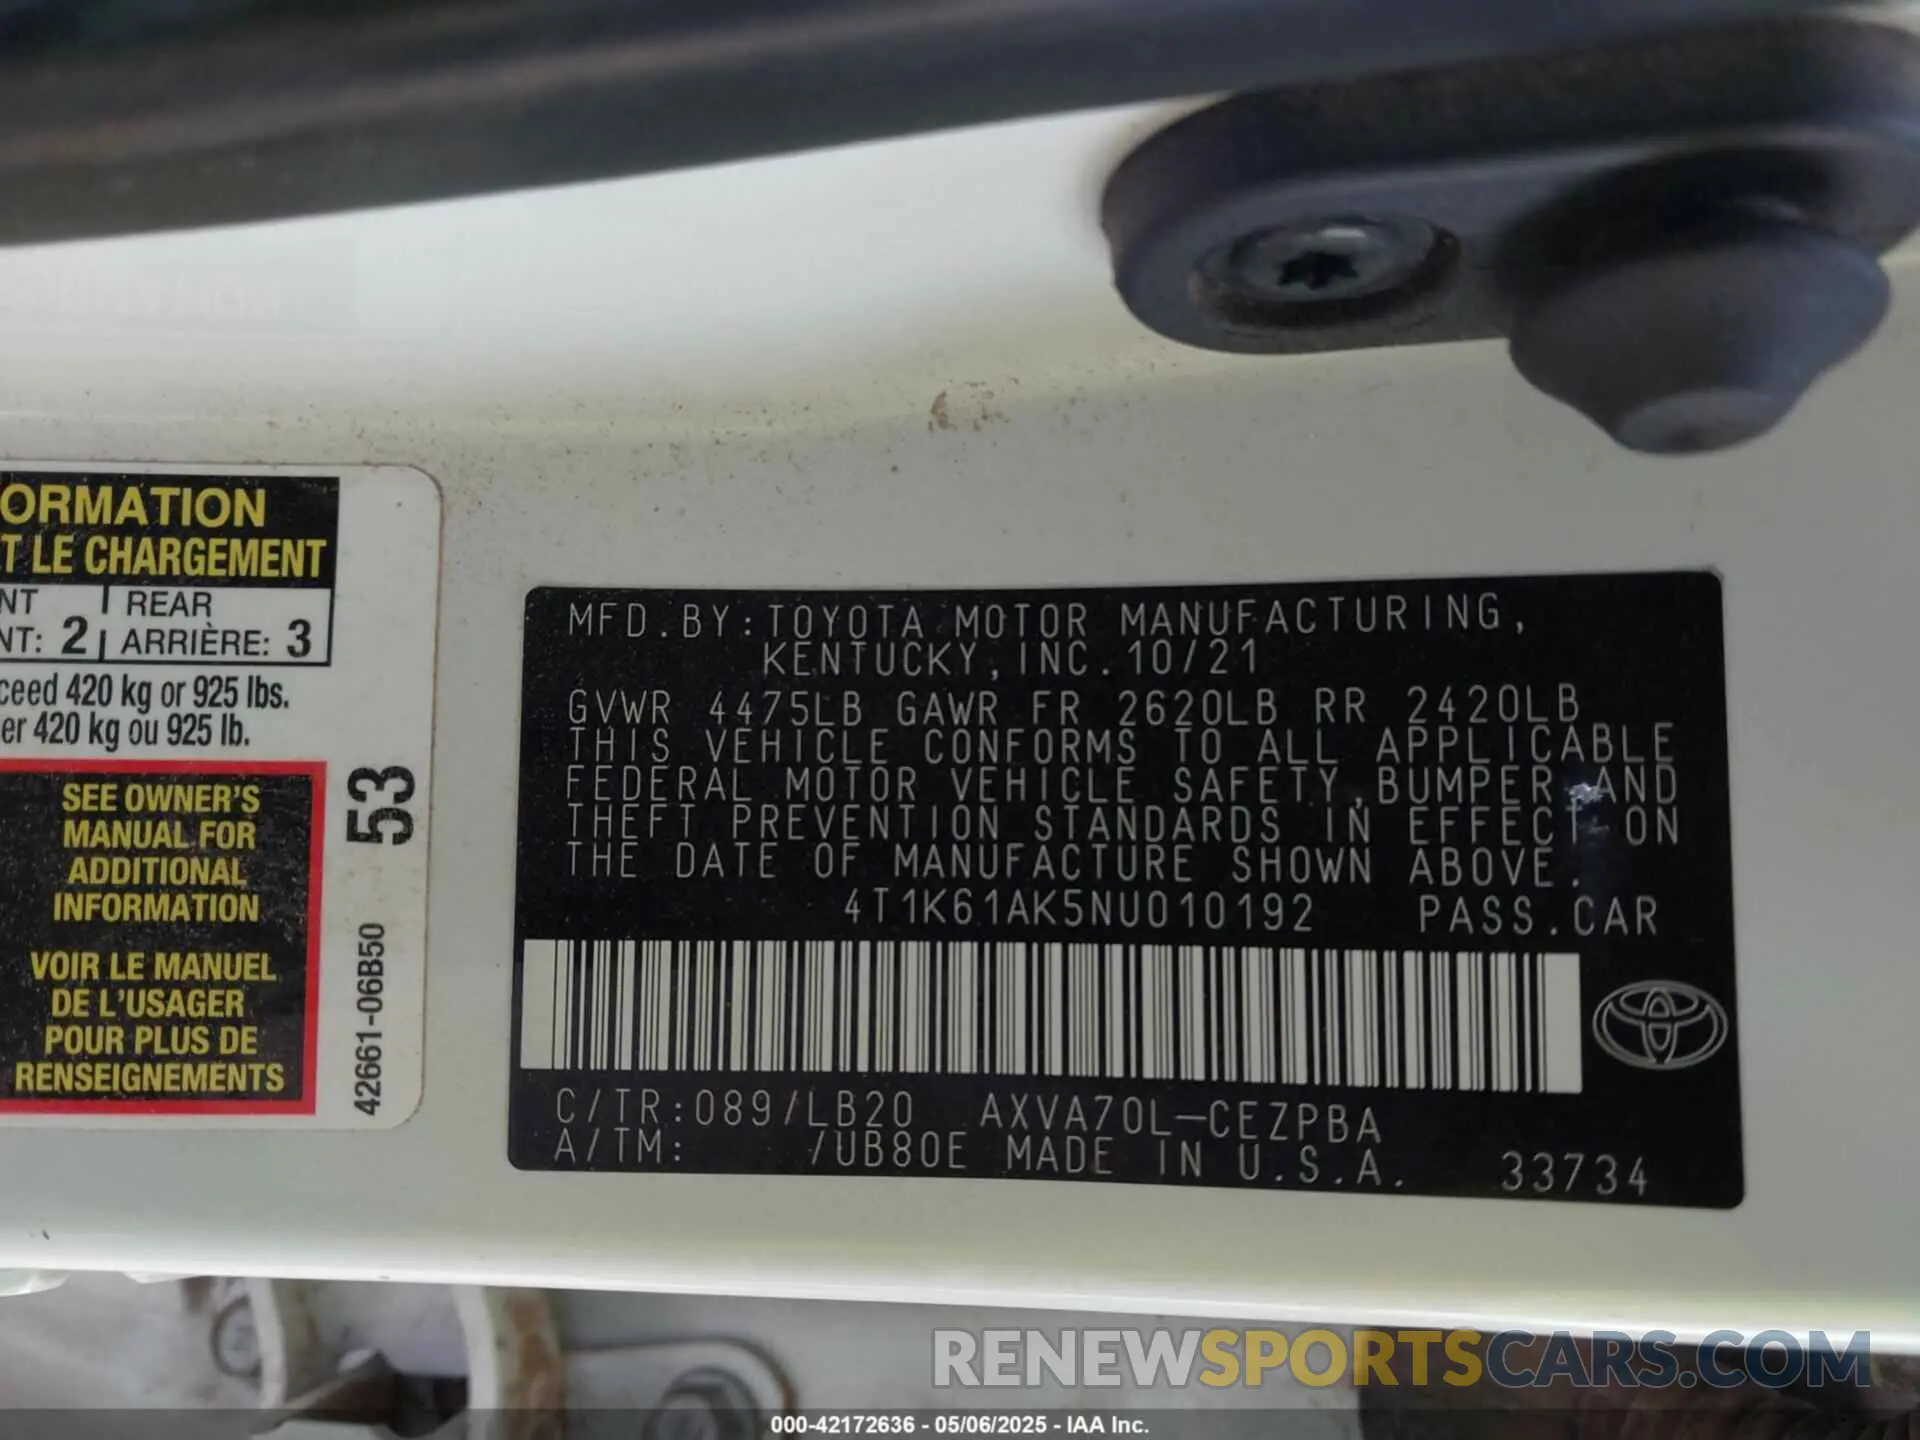 ORMATION
T LE CHARGEMENT
NT REAR
NT: 2 ARRIÈRE: 3
ceed 420 kg or 925 lbs.
er 420 kg ou 925 lb.
SEE OWNER'S
MANUAL FOR
ADDITIONAL
INFORMATION
VOIR LE MANUEL
DE L'USAGER
POUR PLUS DE
RENSEIGNEMENTS
53
42661-06B50
MFD.BY:TOYOTA MOTOR MANUFACTURING,
KENTUCKY,INC.10/21
GVWR 4475LB GAWR FR 2620LB RR 2420LB
THIS VEHICLE CONFORMS TO ALL APPLICABLE
FEDERAL MOTOR VEHICLE SAFETY,BUMPER,AND
THEFT PREVENTION STANDARDS IN EFFECT ON
THE DATE OF MANUFACTURE SHOWN ABOVE.
4T1K61AK5NU010192 PASS.CAR
C/TR:089/LB20 AXVA70L-CEZPBA
A/TM: /UB80E MADE IN U.S.A. 33734
RENEWSPORTSCARS.COM
000-42172636 - 05/06/2025 - IAA Inc.